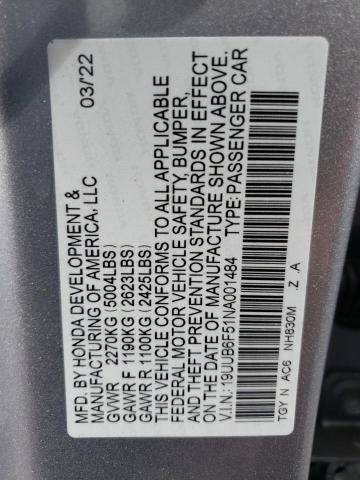 MFD. BY HONDA DEVELOPMENT & 03/22
MANUFACTURING OF AMERICA, LLC
GVWR 2270KG (5004LBS)
GAWR F 1190KG (2623LBS)
GAWR R 1100KG (2425LBS)
THIS VEHICLE CONFORMS TO ALL APPLICABLE
FEDERAL MOTOR VEHICLE SAFETY, BUMPER,
AND THEFT PREVENTION STANDARDS IN EFFECT
ON THE DATE OF MANUFACTURE SHOWN ABOVE.
V.I.N.:19UUB6F51NA001484 TYPE:PASSENGER CAR
TGY N AC6 NH830M .Z .A